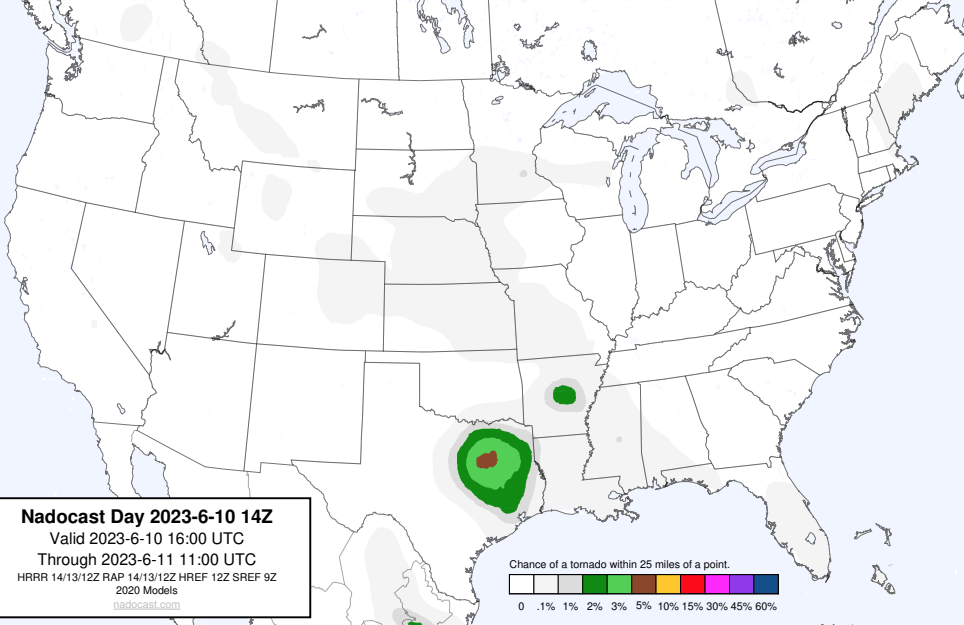 Nadocast Day 2023-6-10 14Z
Valid 2023-6-10 16:00 UTC
Through 2023-6-11 11:00 UTC
HRRR 14/13/12Z RAP 14/13/12Z HREF 12Z SREF 9Z
2020 Models
nadocast.com
Chance of a tornado within 25 miles of a point.
0 .1% 1% 2% 3% 5% 10% 15% 30% 45% 60%